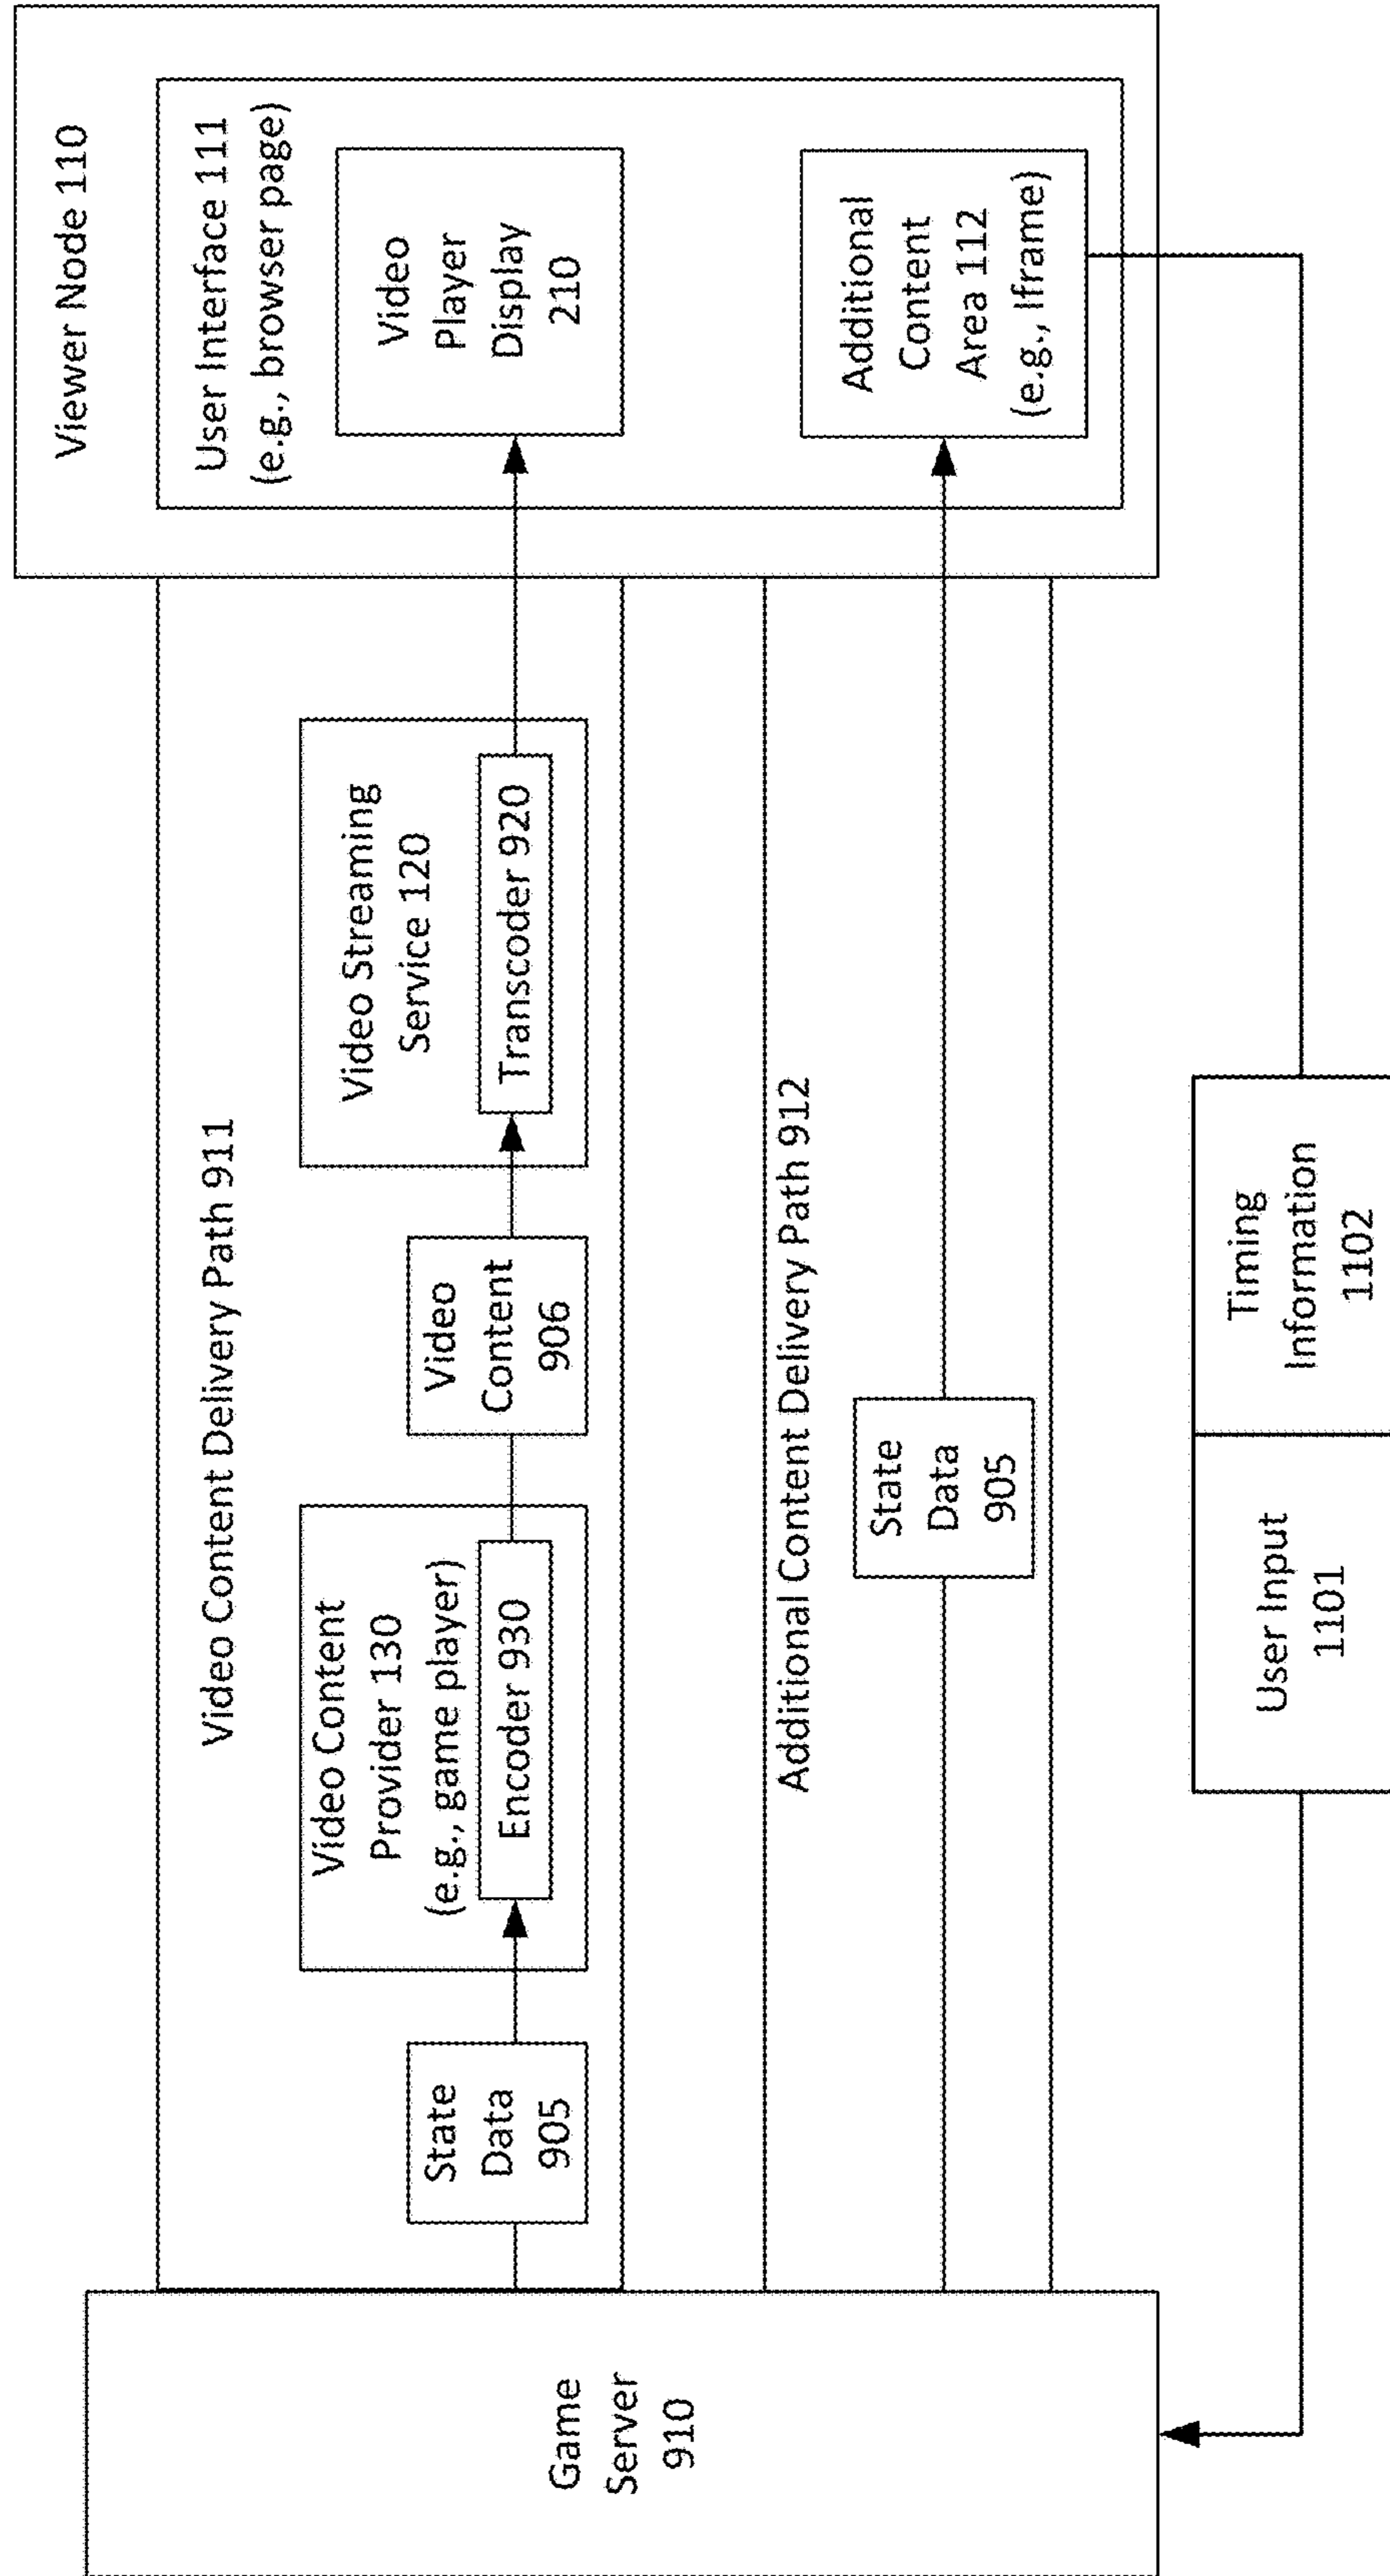 Viewer Node 110
User Interface 111
(e.g., browser page)
Video
Player
Display
210
Additional
Content
Area 112
(e.g., Iframe)
Video Content Delivery Path 911
Video Streaming
Service 120
Transcoder 920
Video
Content
906
Video Content
Provider 130
(e.g., game player)
Encoder 930
State
Data
905
Additional Content Delivery Path 912
State
Data
905
Game
Server
910
User Input
1101
Timing
Information
1102